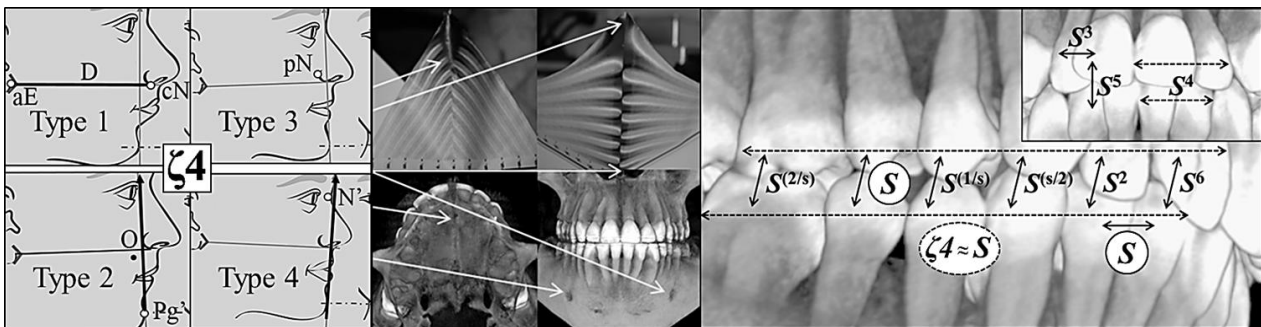 D
aE
cN
Type 1
pN
Type 3
ζ4
O
N'
Type 2
Pg'
Type 4
S³
S⁵
S⁴
S⁽²/ˢ⁾
S
S⁽¹/ˢ⁾
S⁽ˢ/²⁾
S²
S⁶
ζ4 ≈ S
S